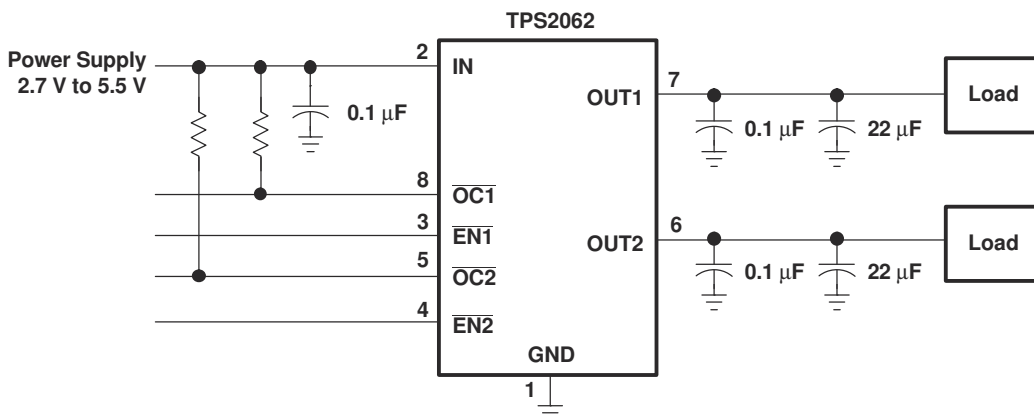 TPS2062
Power Supply
2.7 V to 5.5 V
2
IN
0.1 μF
8
OC1
3
EN1
5
OC2
4
EN2
GND
1
OUT1
7
0.1 μF
22 μF
Load
OUT2
6
0.1 μF
22 μF
Load